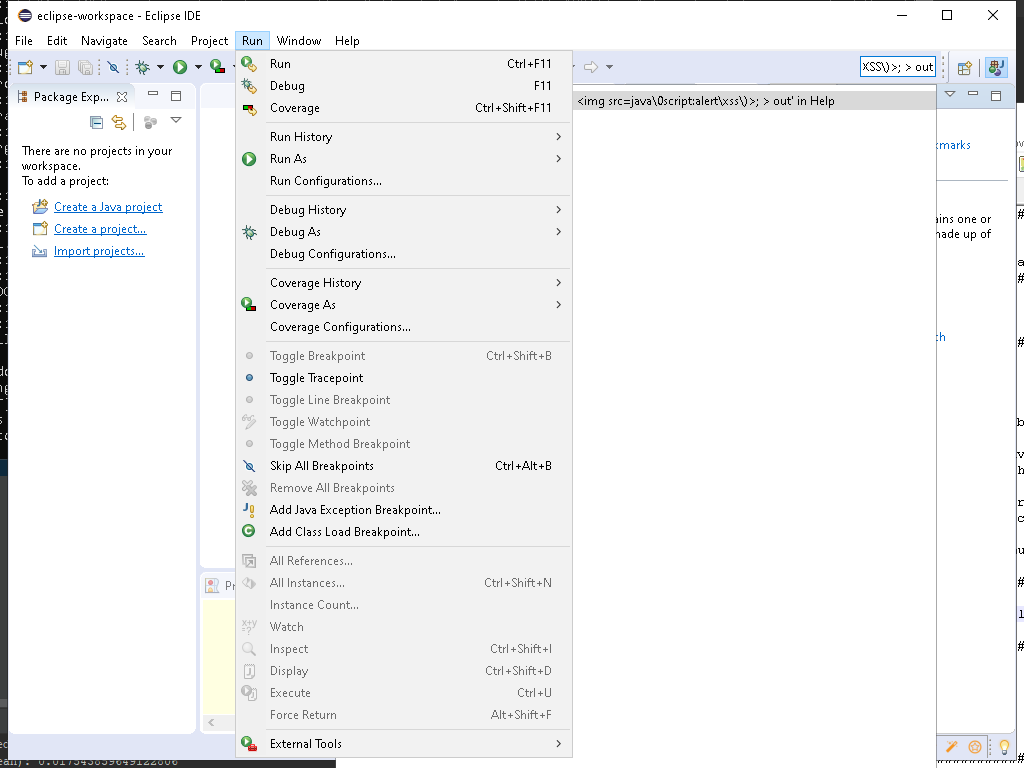 eclipse-workspace - Eclipse IDE
File Edit Navigate Search Project Run Window Help
XSS\)>; > out
Package Exp...
There are no projects in your
workspace.
To add a project:
Create a Java project
Create a project...
Import projects...
Run Ctrl+F11
Debug F11
Coverage Ctrl+Shift+F11
Run History
Run As
Run Configurations...
Debug History
Debug As
Debug Configurations...
Coverage History
Coverage As
Coverage Configurations...
Toggle Breakpoint Ctrl+Shift+B
Toggle Tracepoint
Toggle Line Breakpoint
Toggle Watchpoint
Toggle Method Breakpoint
Skip All Breakpoints Ctrl+Alt+B
Remove All Breakpoints
Add Java Exception Breakpoint...
Add Class Load Breakpoint...
All References...
All Instances... Ctrl+Shift+N
Instance Count...
Watch
Inspect Ctrl+Shift+I
Display Ctrl+Shift+D
Execute Ctrl+U
Force Return Alt+Shift+F
External Tools
<img src=java\0script:alert\xss\)>; > out' in Help
kmarks
ains one or
made up of
Pr